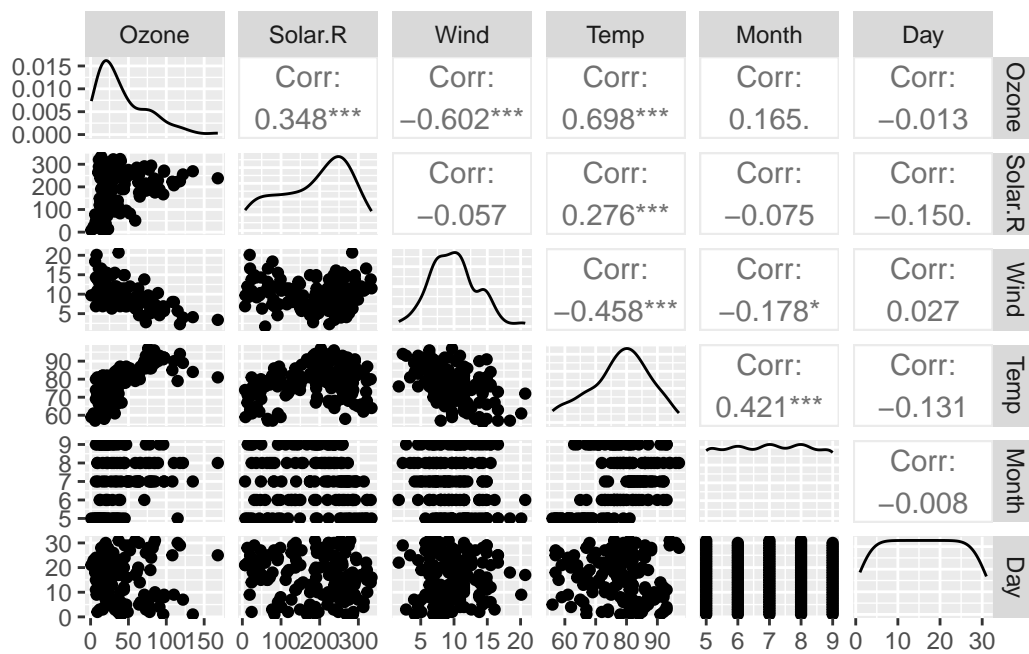 Ozone Solar.R Wind Temp Month Day
0.015
0.010
0.005
0.000
Corr:
0.348***
Corr:
−0.602***
Corr:
0.698***
Corr:
0.165.
Corr:
−0.013
Ozone
300
200
100
0
Corr:
−0.057
Corr:
0.276***
Corr:
−0.075
Corr:
−0.150.
Solar.R
20
15
10
5
Corr:
−0.458***
Corr:
−0.178*
Corr:
0.027
Wind
90
80
70
60
Corr:
0.421***
Corr:
−0.131
Temp
9
8
7
6
5
Corr:
−0.008
Month
30
20
10
0
Day
0 50 100 150 0 100 200 300 5 10 15 20 60 70 80 90 5 6 7 8 9 0 10 20 30